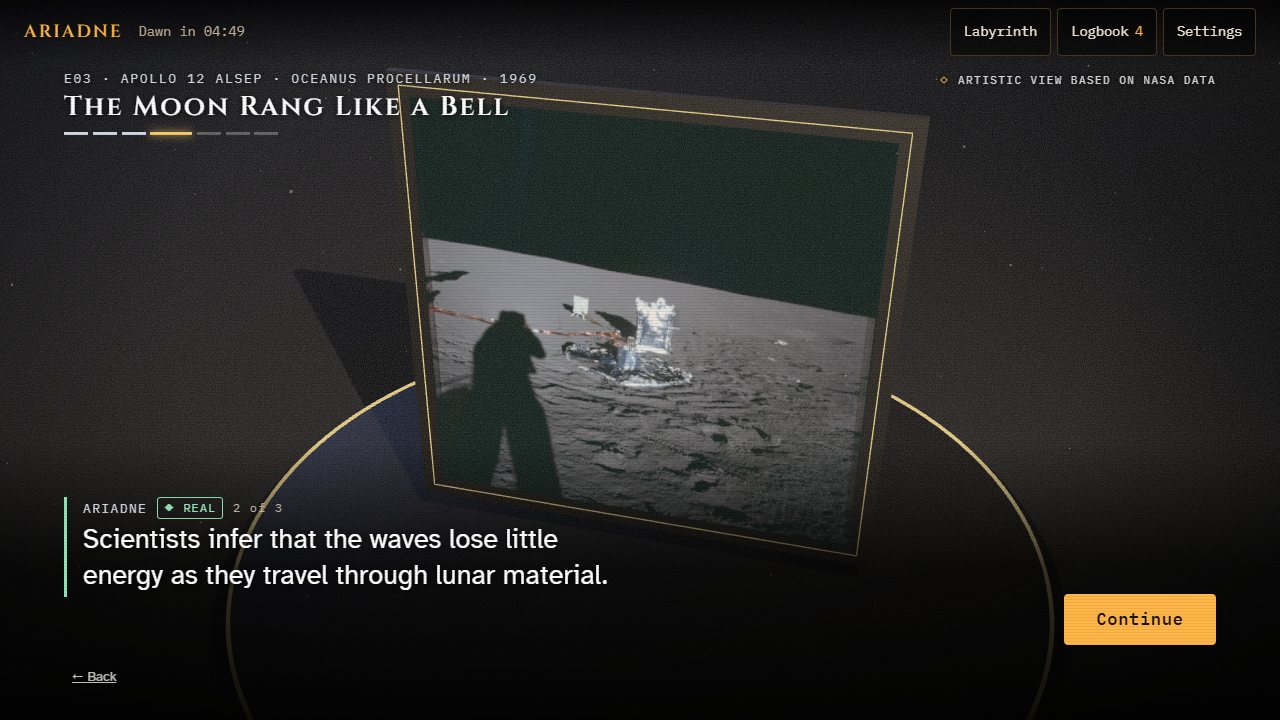 ARIADNE Dawn in 04:49 Labyrinth Logbook 4 Settings
E03 · APOLLO 12 ALSEP · OCEANUS PROCELLARUM · 1969
◇ ARTISTIC VIEW BASED ON NASA DATA
The Moon Rang Like a Bell
ARIADNE ◆ REAL 2 of 3
Scientists infer that the waves lose little
energy as they travel through lunar material.
Continue
← Back